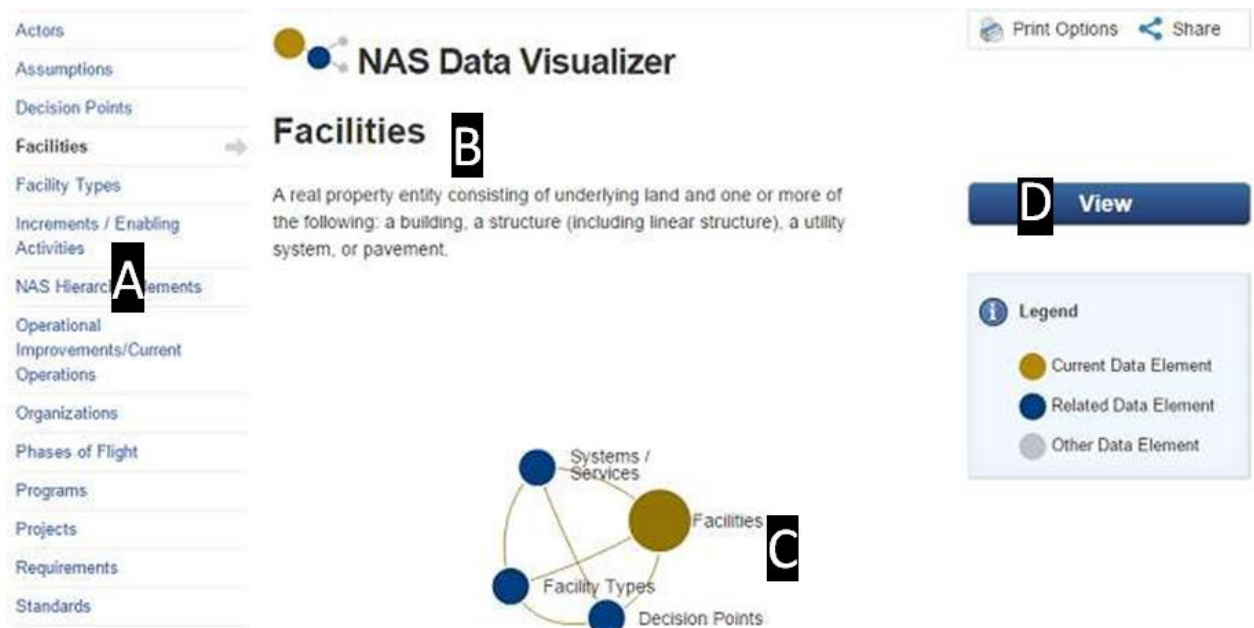 Actors
Assumptions
Decision Points
Facilities
Facility Types
Increments / Enabling
Activities
A
NAS Hierarc ements
Operational
Improvements/Current
Operations
Organizations
Phases of Flight
Programs
Projects
Requirements
Standards
NAS Data Visualizer
Facilities
B
A real property entity consisting of underlying land and one or more of
the following: a building, a structure (including linear structure), a utility
system, or pavement.
Systems /
Services
Facilities
C
Facility Types
Decision Points
Print Options Share
D View
Legend
Current Data Element
Related Data Element
Other Data Element